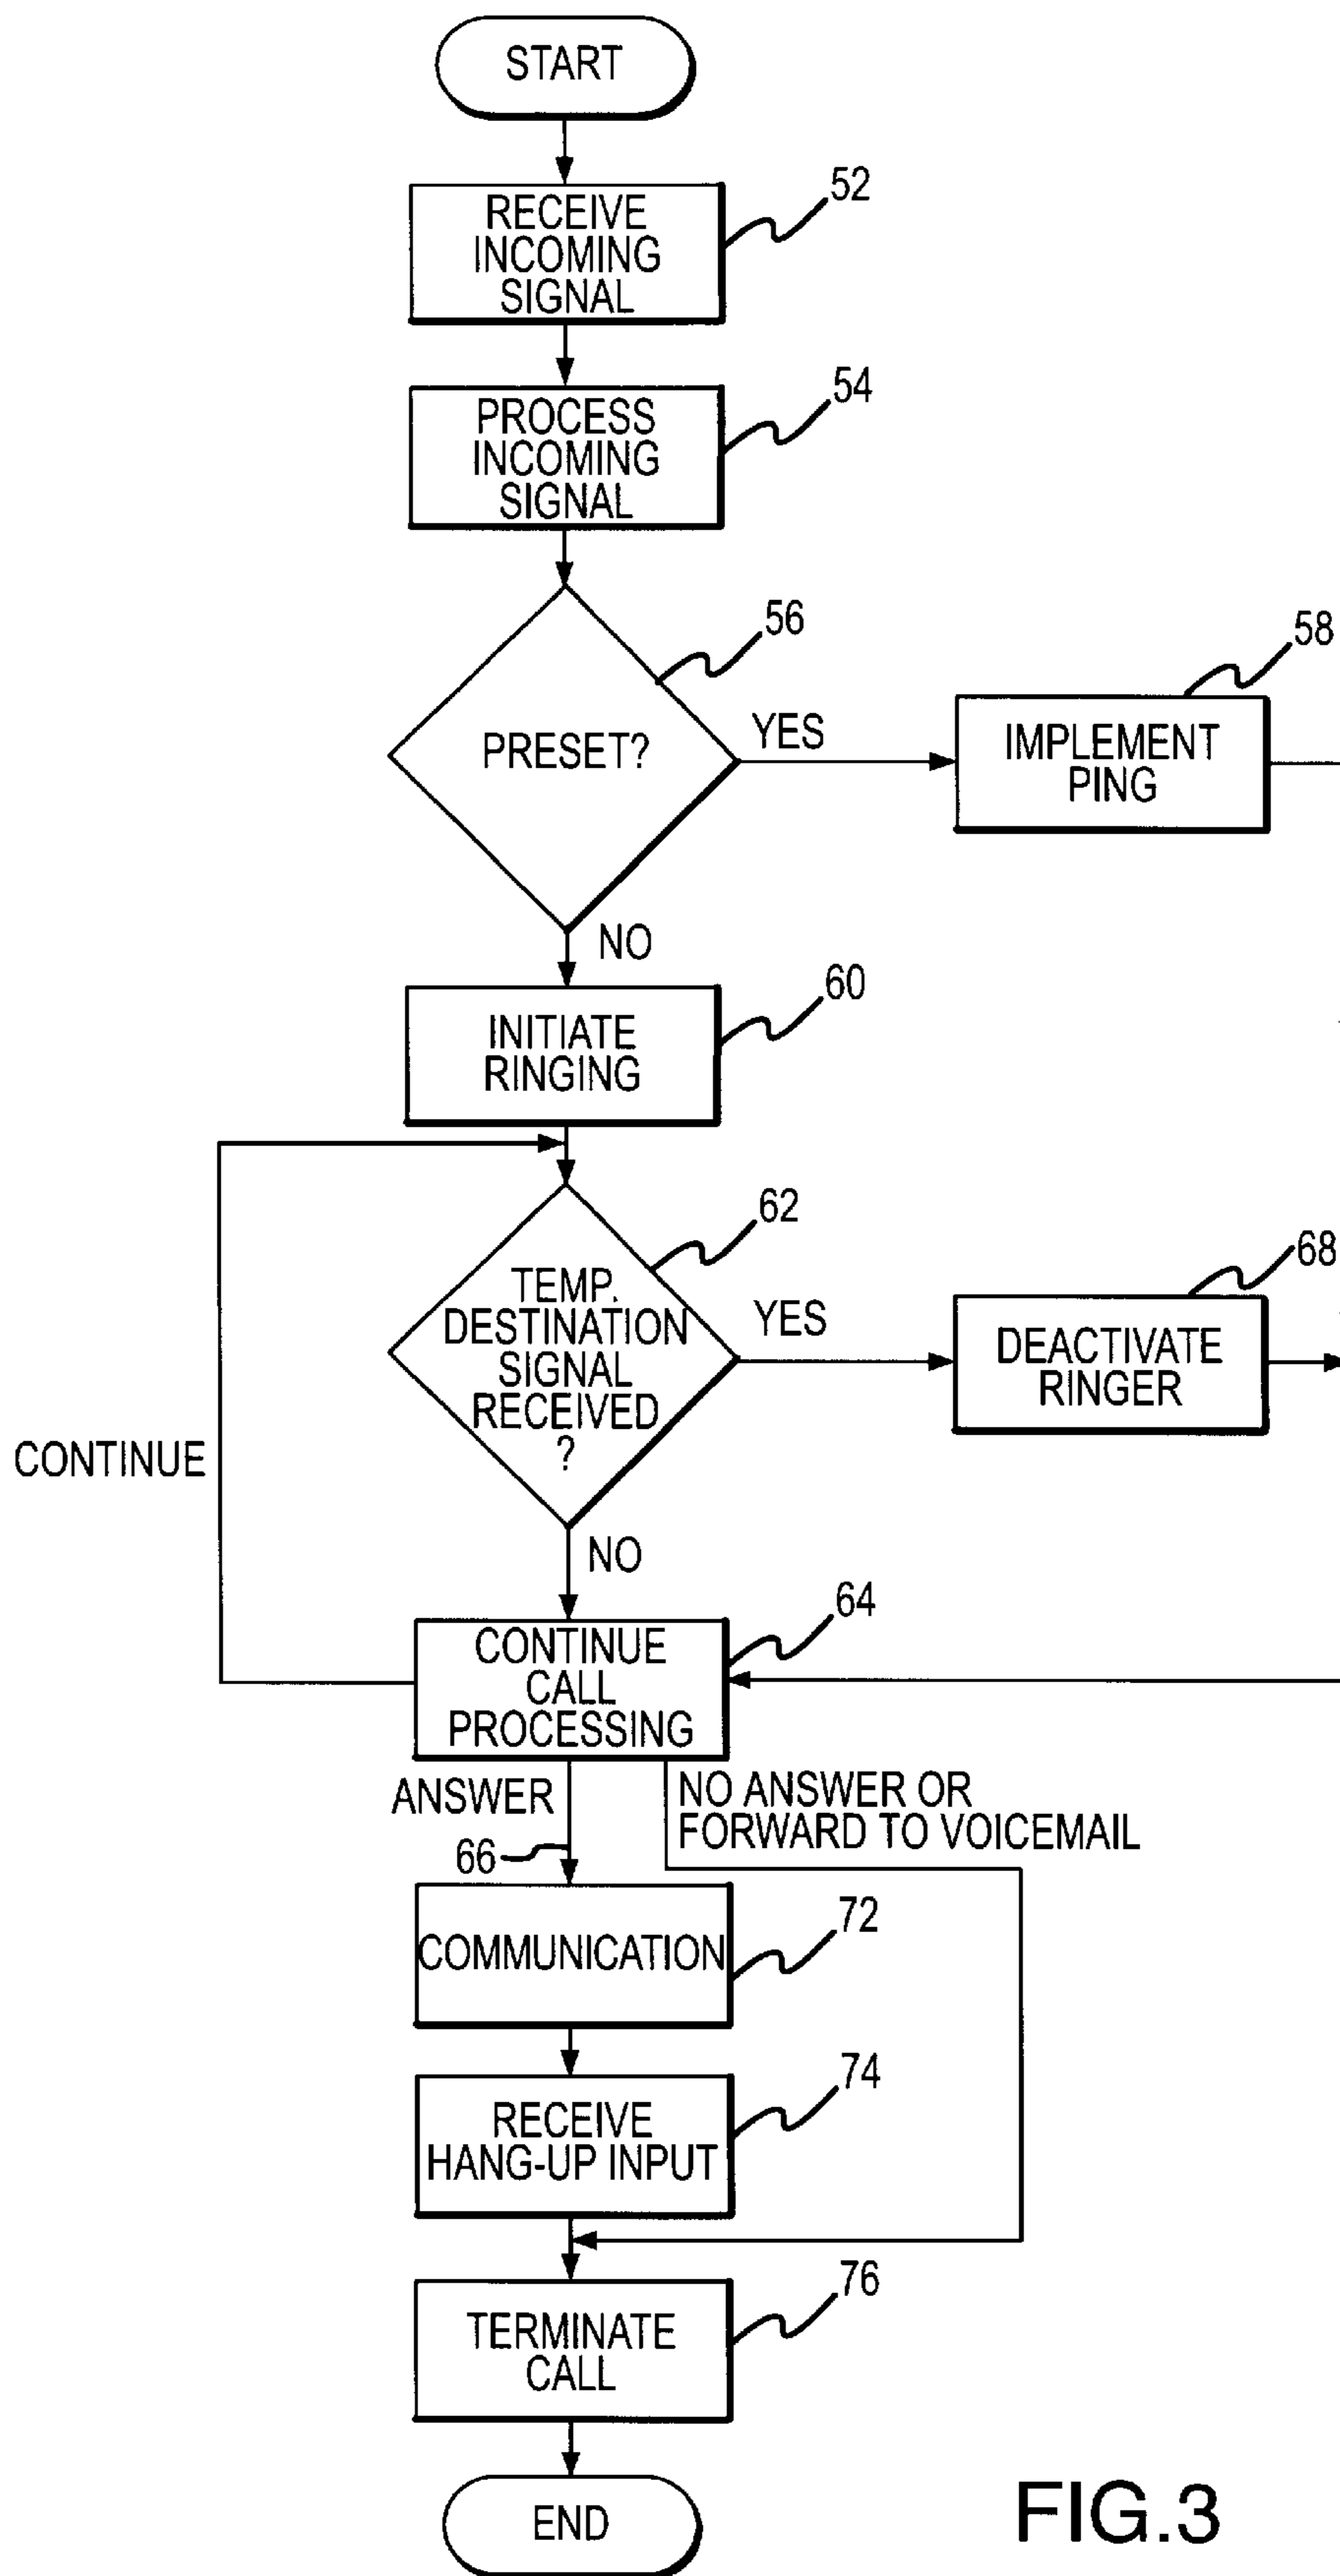 START
52
RECEIVE
INCOMING
SIGNAL
54
PROCESS
INCOMING
SIGNAL
56
PRESET?
YES
58
IMPLEMENT
PING
NO
60
INITIATE
RINGING
62
TEMP.
DESTINATION
SIGNAL
RECEIVED
?
YES
68
DEACTIVATE
RINGER
CONTINUE
NO
64
CONTINUE
CALL
PROCESSING
ANSWER
NO ANSWER OR
FORWARD TO VOICEMAIL
66
72
COMMUNICATION
74
RECEIVE
HANG-UP INPUT
76
TERMINATE
CALL
END
FIG.3